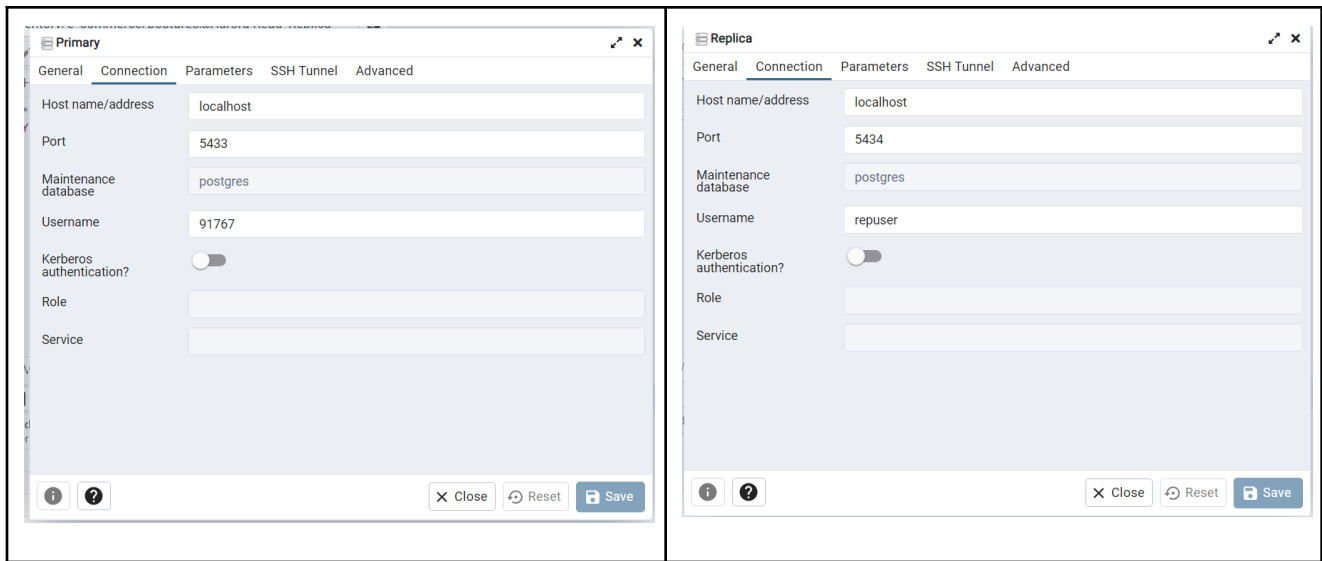 Primary
General Connection Parameters SSH Tunnel Advanced
Host name/address
localhost
Port
5433
Maintenance
database
postgres
Username
91767
Kerberos
authentication?
Role
Service
Close Reset Save
Replica
General Connection Parameters SSH Tunnel Advanced
Host name/address
localhost
Port
5434
Maintenance
database
postgres
Username
repuser
Kerberos
authentication?
Role
Service
Close Reset Save